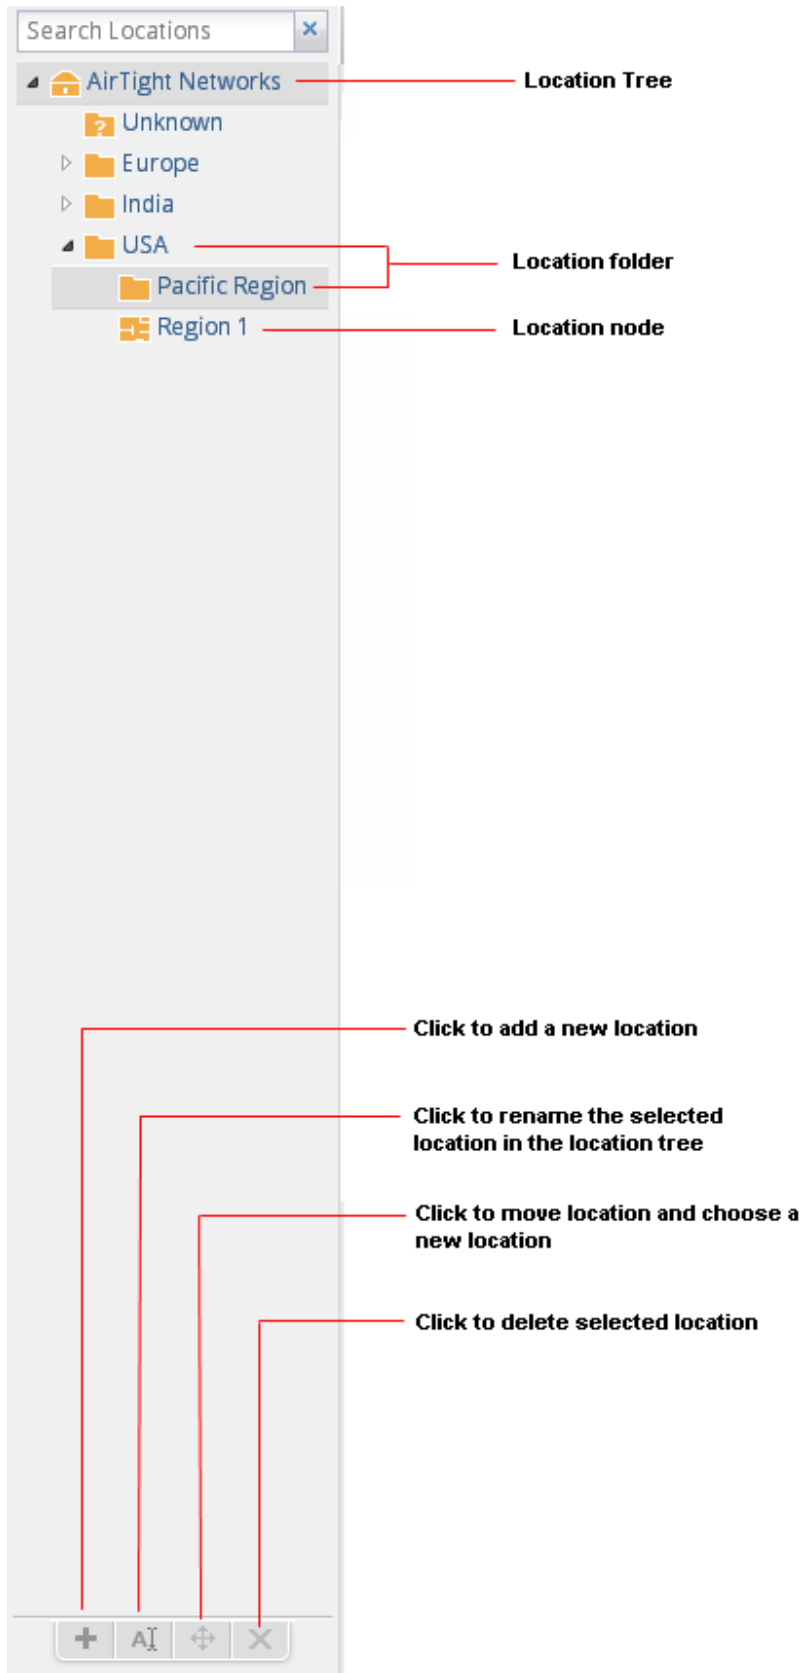 Search Locations
AirTight Networks
Location Tree
Unknown
Europe
India
USA
Location folder
Pacific Region
Region 1
Location node
Click to add a new location
Click to rename the selected
location in the location tree
Click to move location and choose a
new location
Click to delete selected location